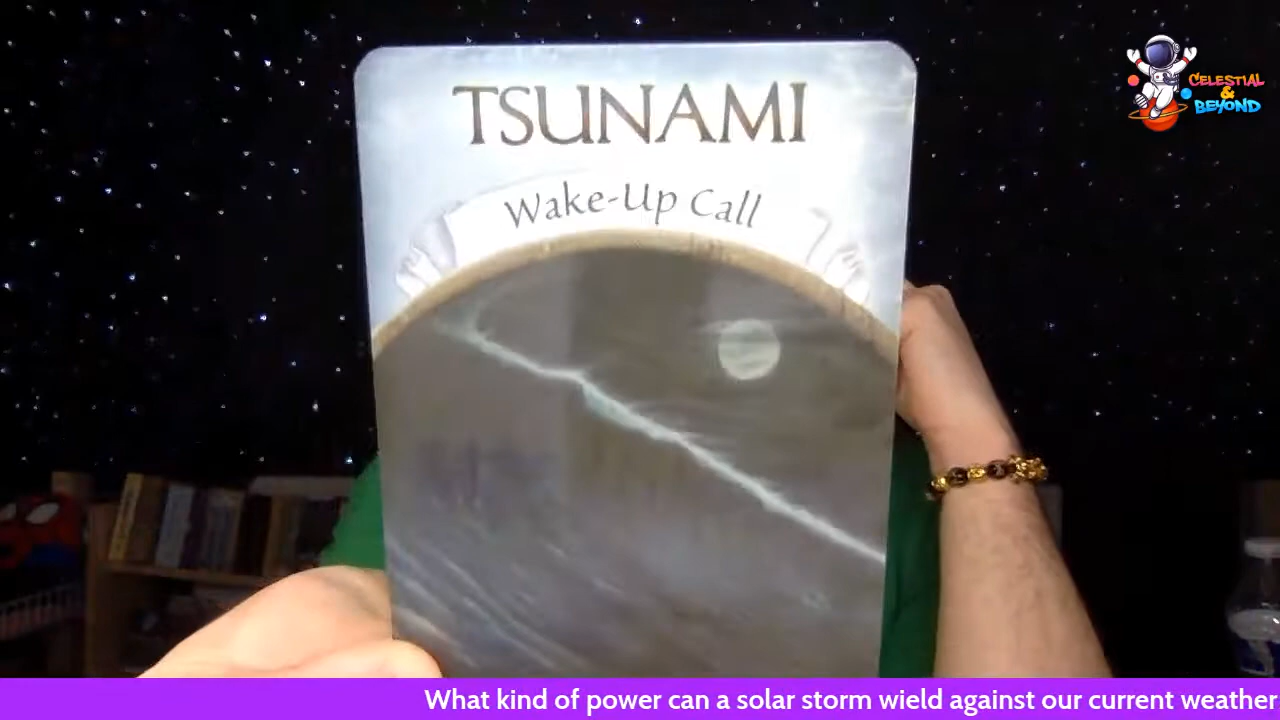 TSUNAMI
Wake-Up Call
CELESTIAL
&
BEYOND
What kind of power can a solar storm wield against our current weather